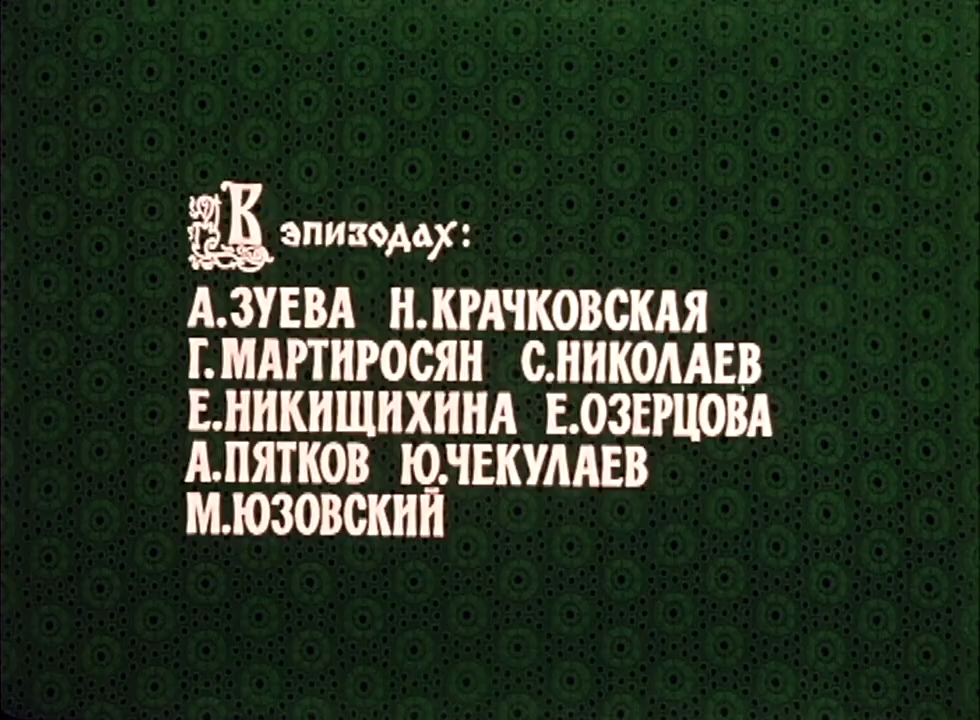 В эпизодах:
А.ЗУЕВА Н.КРАЧКОВСКАЯ
Г.МАРТИРОСЯН С.НИКОЛАЕВ
Е.НИКИЩИХИНА Е.ОЗЕРЦОВА
А.ПЯТКОВ Ю.ЧЕКУЛАЕВ
М.ЮЗОВСКИЙ